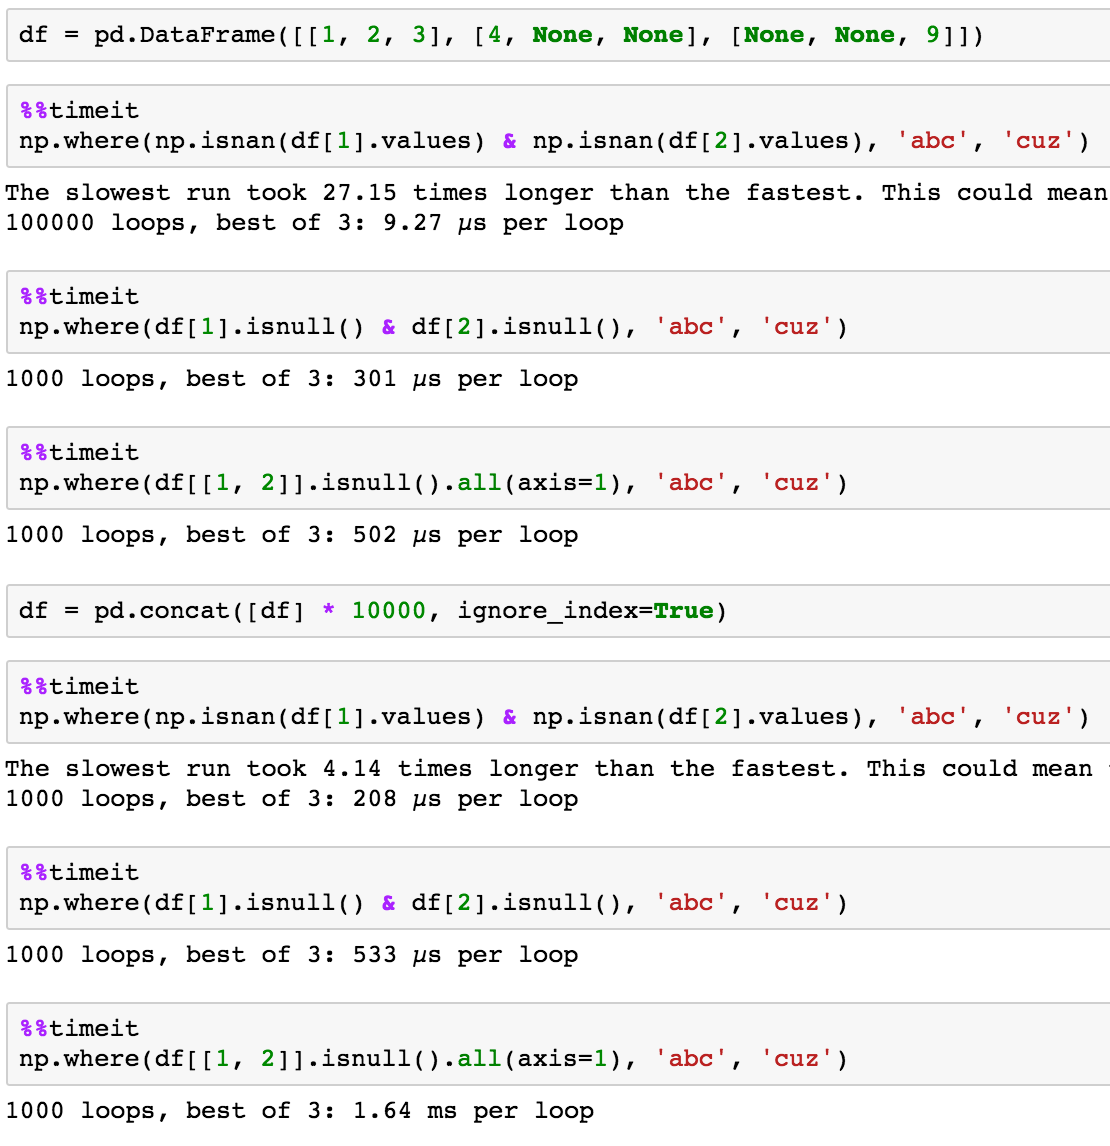 df = pd.DataFrame([[1, 2, 3], [4, None, None], [None, None, 9]])
%%timeit
np.where(np.isnan(df[1].values) & np.isnan(df[2].values), 'abc', 'cuz')
The slowest run took 27.15 times longer than the fastest. This could mean
100000 loops, best of 3: 9.27 µs per loop
%%timeit
np.where(df[1].isnull() & df[2].isnull(), 'abc', 'cuz')
1000 loops, best of 3: 301 µs per loop
%%timeit
np.where(df[[1, 2]].isnull().all(axis=1), 'abc', 'cuz')
1000 loops, best of 3: 502 µs per loop
df = pd.concat([df] * 10000, ignore_index=True)
%%timeit
np.where(np.isnan(df[1].values) & np.isnan(df[2].values), 'abc', 'cuz')
The slowest run took 4.14 times longer than the fastest. This could mean
1000 loops, best of 3: 208 µs per loop
%%timeit
np.where(df[1].isnull() & df[2].isnull(), 'abc', 'cuz')
1000 loops, best of 3: 533 µs per loop
%%timeit
np.where(df[[1, 2]].isnull().all(axis=1), 'abc', 'cuz')
1000 loops, best of 3: 1.64 ms per loop